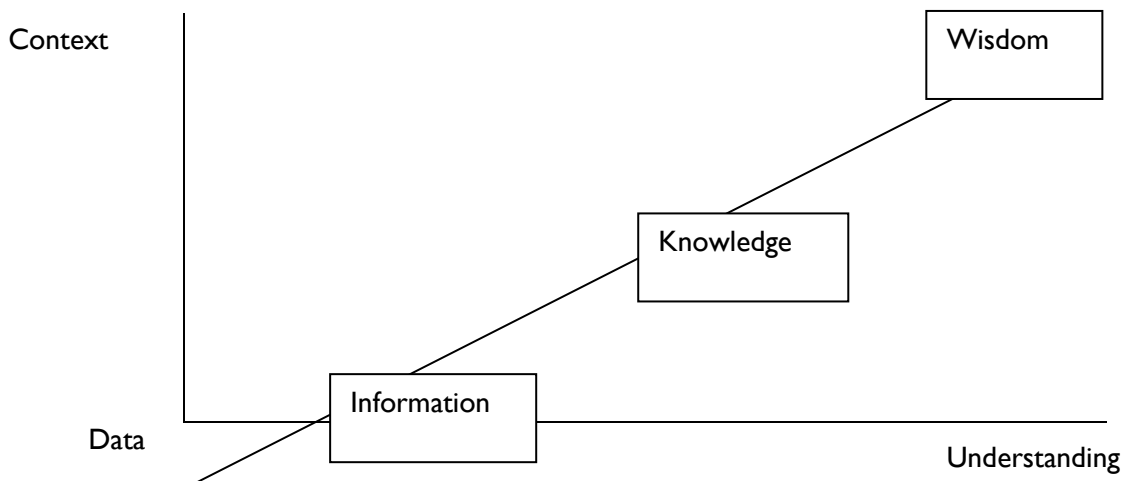 Context
Wisdom
Knowledge
Information
Data
Understanding